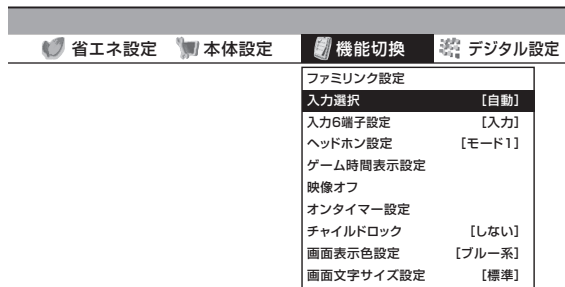 省エネ設定 本体設定 機能切換 デジタル設定
ファミリンク設定
入力選択 [自動]
入力6端子設定 [入力]
ヘッドホン設定 [モード1]
ゲーム時間表示設定
映像オフ
オンタイマー設定
チャイルドロック [しない]
画面表示色設定 [ブルー系]
画面文字サイズ設定 [標準]